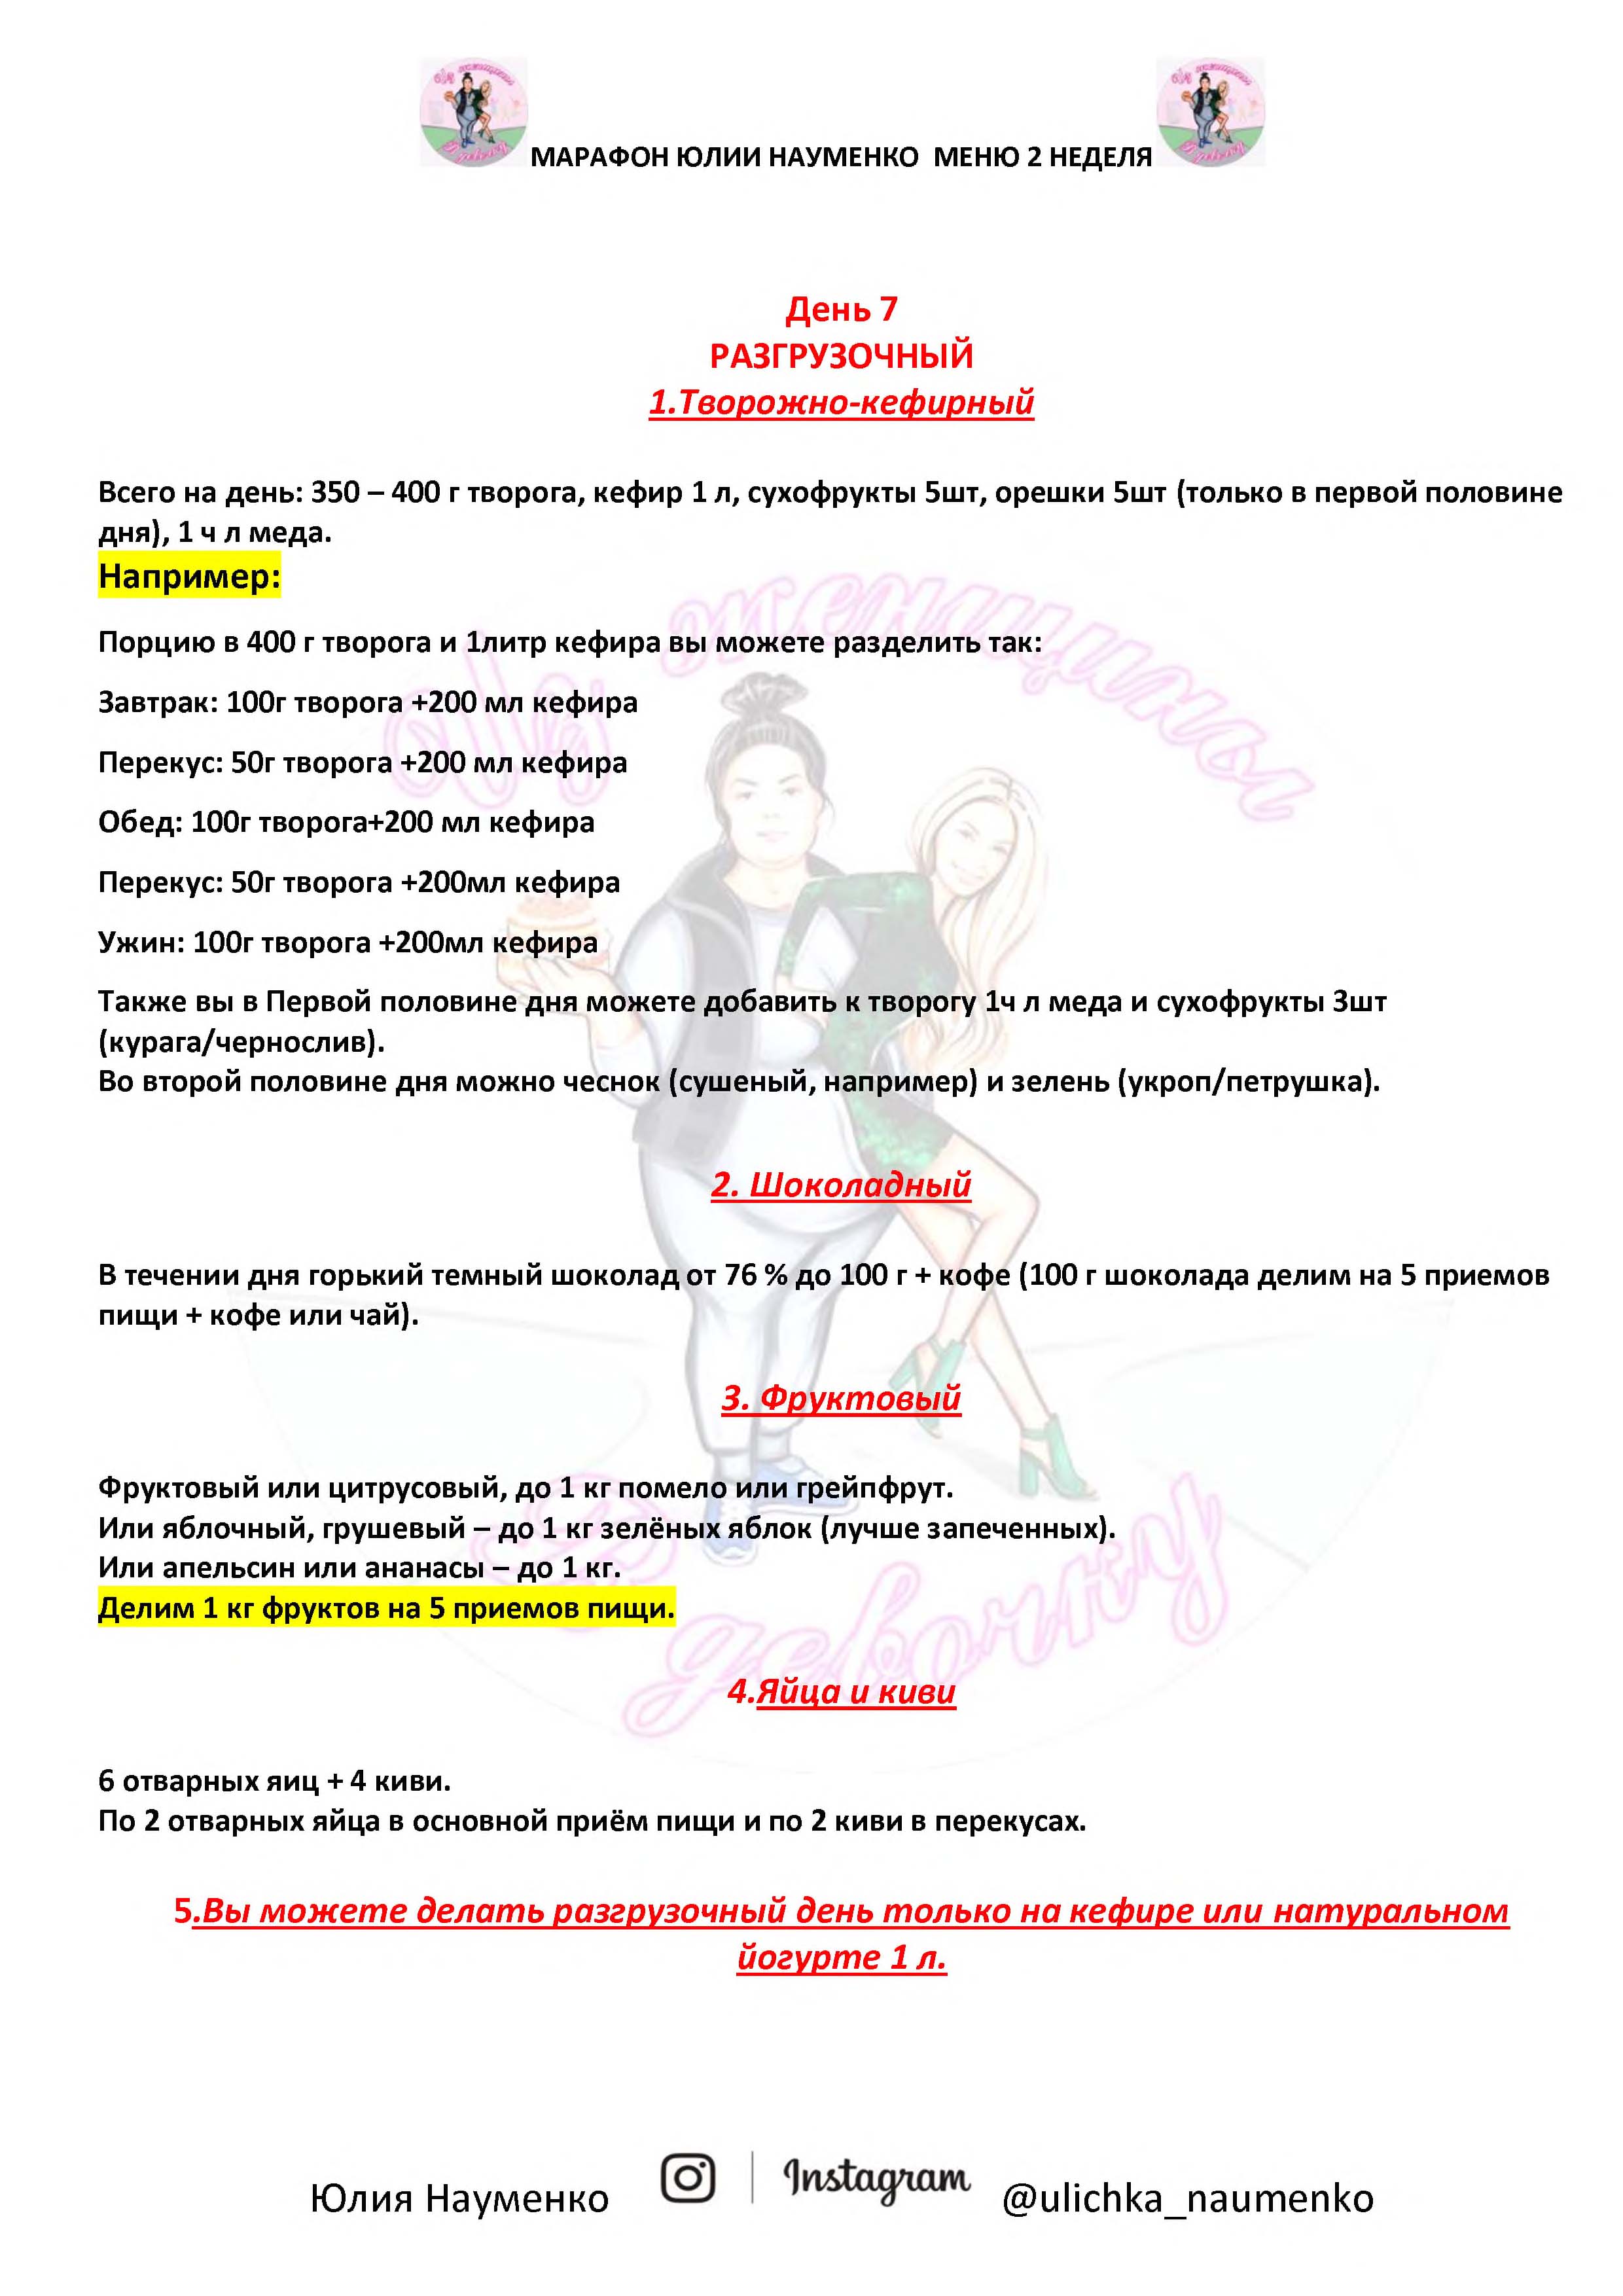 МАРАФОН ЮЛИИ НАУМЕНКО МЕНЮ 2 НЕДЕЛЯ
День 7
РАЗГРУЗОЧНЫЙ
1.Творожно-кефирный
Всего на день: 350 – 400 г творога, кефир 1 л, сухофрукты 5шт, орешки 5шт (только в первой половине
дня), 1 ч л меда.
Например:
Порцию в 400 г творога и 1литр кефира вы можете разделить так:
Завтрак: 100г творога +200 мл кефира
Перекус: 50г творога +200 мл кефира
Обед: 100г творога+200 мл кефира
Перекус: 50г творога +200мл кефира
Ужин: 100г творога +200мл кефира
Также вы в Первой половине дня можете добавить к творогу 1ч л меда и сухофрукты 3шт
(курага/чернослив).
Во второй половине дня можно чеснок (сушеный, например) и зелень (укроп/петрушка).
2. Шоколадный
В течении дня горький темный шоколад от 76 % до 100 г + кофе (100 г шоколада делим на 5 приемов
пищи + кофе или чай).
3. Фруктовый
Фруктовый или цитрусовый, до 1 кг помело или грейпфрут.
Или яблочный, грушевый – до 1 кг зелёных яблок (лучше запеченных).
Или апельсин или ананасы – до 1 кг.
Делим 1 кг фруктов на 5 приемов пищи.
4.Яйца и киви
6 отварных яиц + 4 киви.
По 2 отварных яйца в основной приём пищи и по 2 киви в перекусах.
5.Вы можете делать разгрузочный день только на кефире или натуральном
йогурте 1 л.
Юлия Науменко Instagram @ulichka_naumenko
Из женщины
В девочку